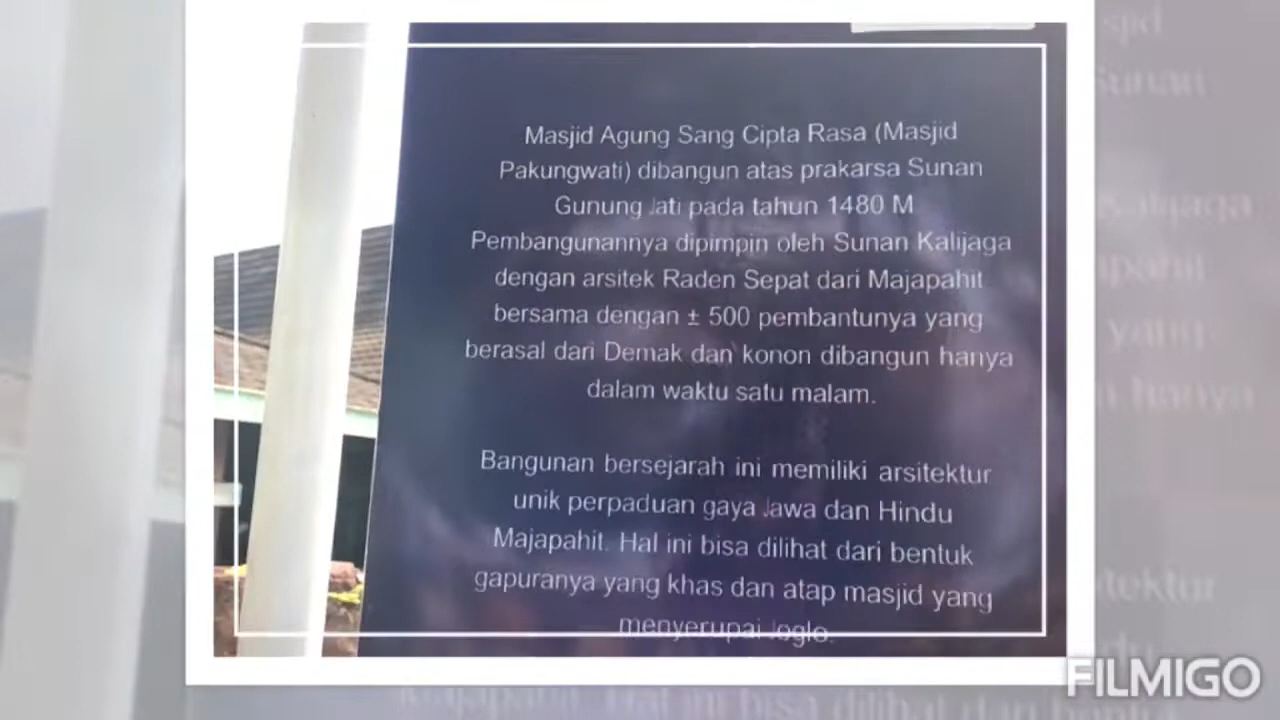 Masjid Agung Sang Cipta Rasa (Masjid
Pakungwati) dibangun atas prakarsa Sunan
Gunung Jati pada tahun 1480 M
Pembangunannya dipimpin oleh Sunan Kalijaga
dengan arsitek Raden Sepat dari Majapahit
bersama dengan ± 500 pembantunya yang
berasal dari Demak dan konon dibangun hanya
dalam waktu satu malam.
Bangunan bersejarah ini memiliki arsitektur
unik perpaduan gaya Jawa dan Hindu
Majapahit. Hal ini bisa dilihat dari bentuk
gapuranya yang khas dan atap masjid yang
menyerupai Joglo.
FILMIGO